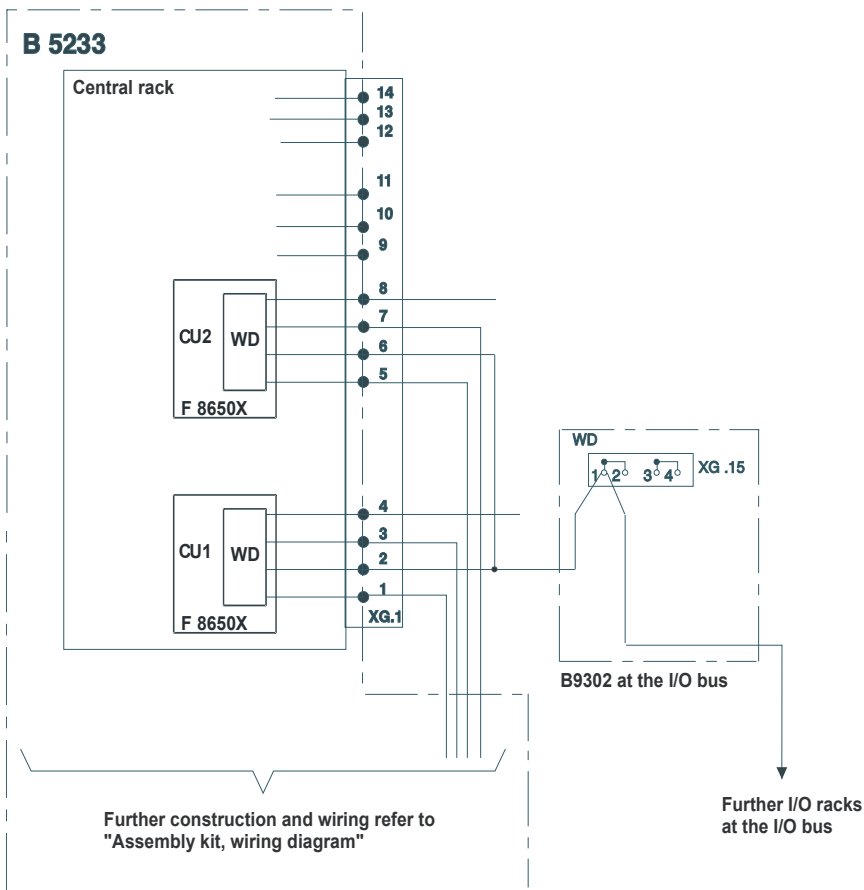 B 5233
Central rack
14
13
12
11
10
9
8
7
6
5
CU2
WD
F 8650X
4
3
2
1
CU1
WD
F 8650X
XG.1
WD
1 2 3 4
XG .15
B9302 at the I/O bus
Further construction and wiring refer to
"Assembly kit, wiring diagram"
Further I/O racks
at the I/O bus